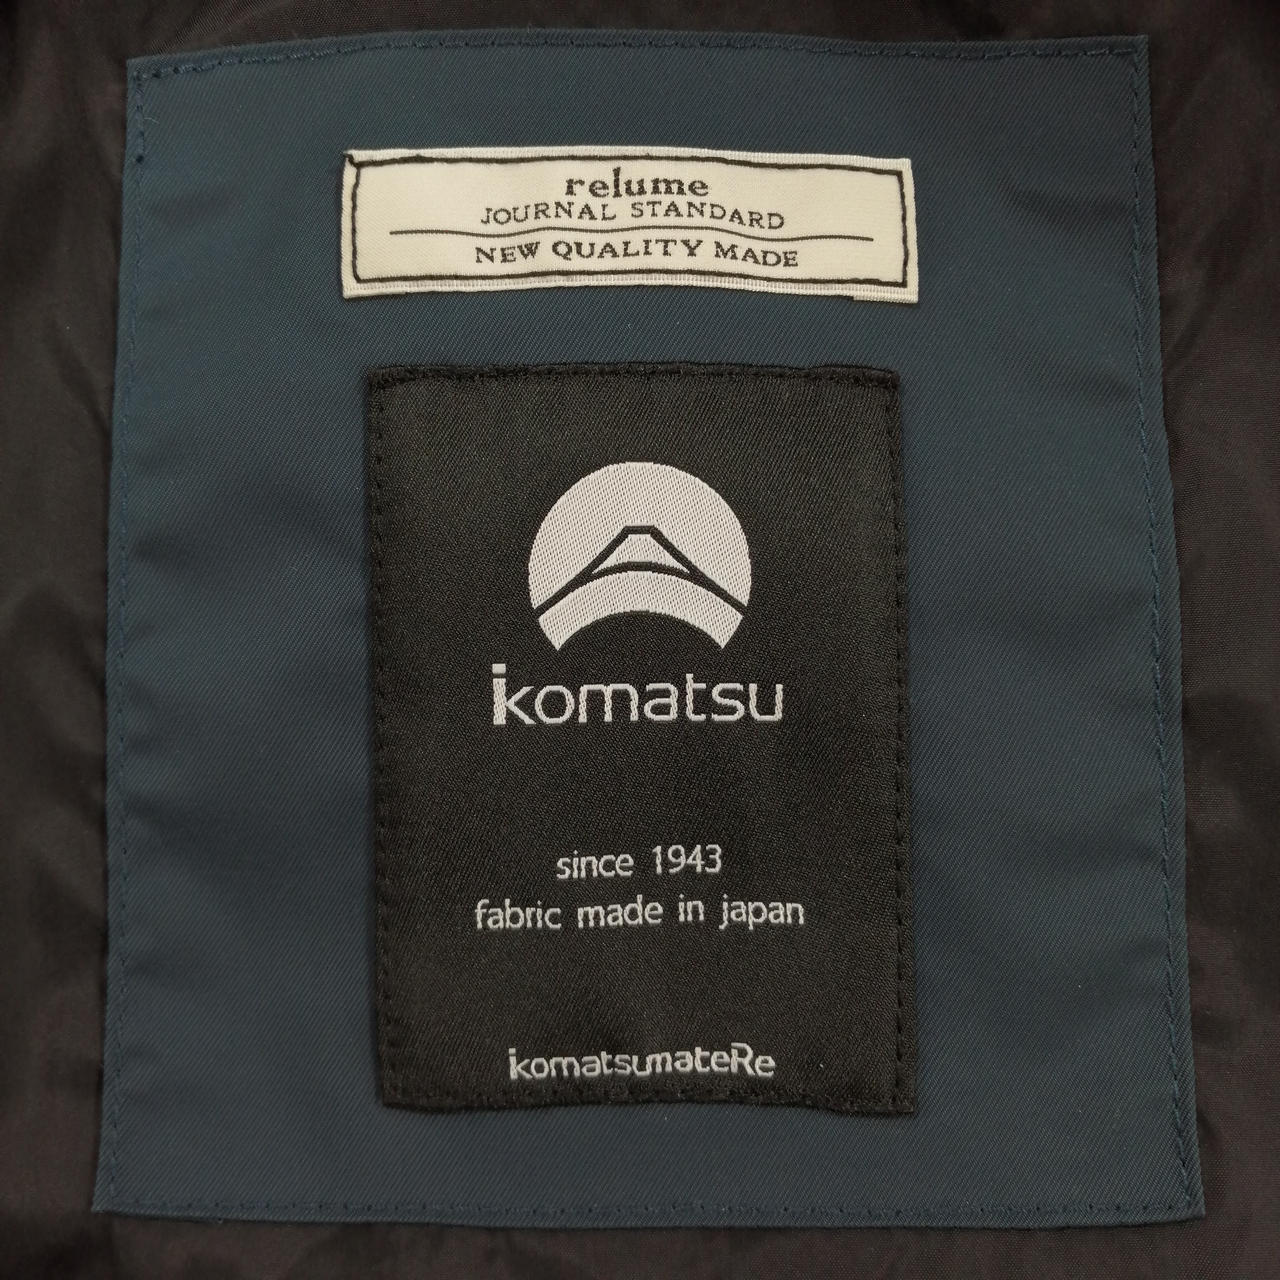 relume
JOURNAL STANDARD
NEW QUALITY MADE
komatsu
since 1943
fabric made in japan
komatsumateRe